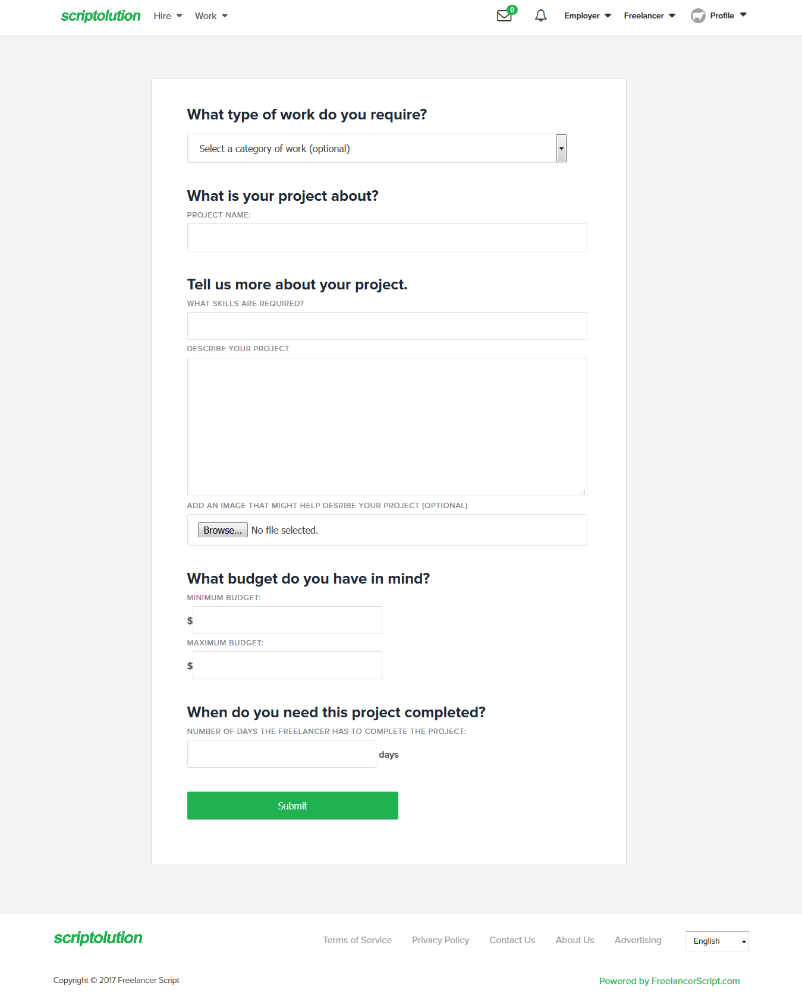 scriptolution Hire Work 0 Employer Freelancer Profile
What type of work do you require?
Select a category of work (optional)
What is your project about?
PROJECT NAME:
Tell us more about your project.
WHAT SKILLS ARE REQUIRED?
DESCRIBE YOUR PROJECT
ADD AN IMAGE THAT MIGHT HELP DESRIBE YOUR PROJECT (OPTIONAL)
Browse... No file selected.
What budget do you have in mind?
MINIMUM BUDGET:
$
MAXIMUM BUDGET:
$
When do you need this project completed?
NUMBER OF DAYS THE FREELANCER HAS TO COMPLETE THE PROJECT:
days
Submit
scriptolution Terms of Service Privacy Policy Contact Us About Us Advertising English
Copyright © 2017 Freelancer Script Powered by FreelancerScript.com